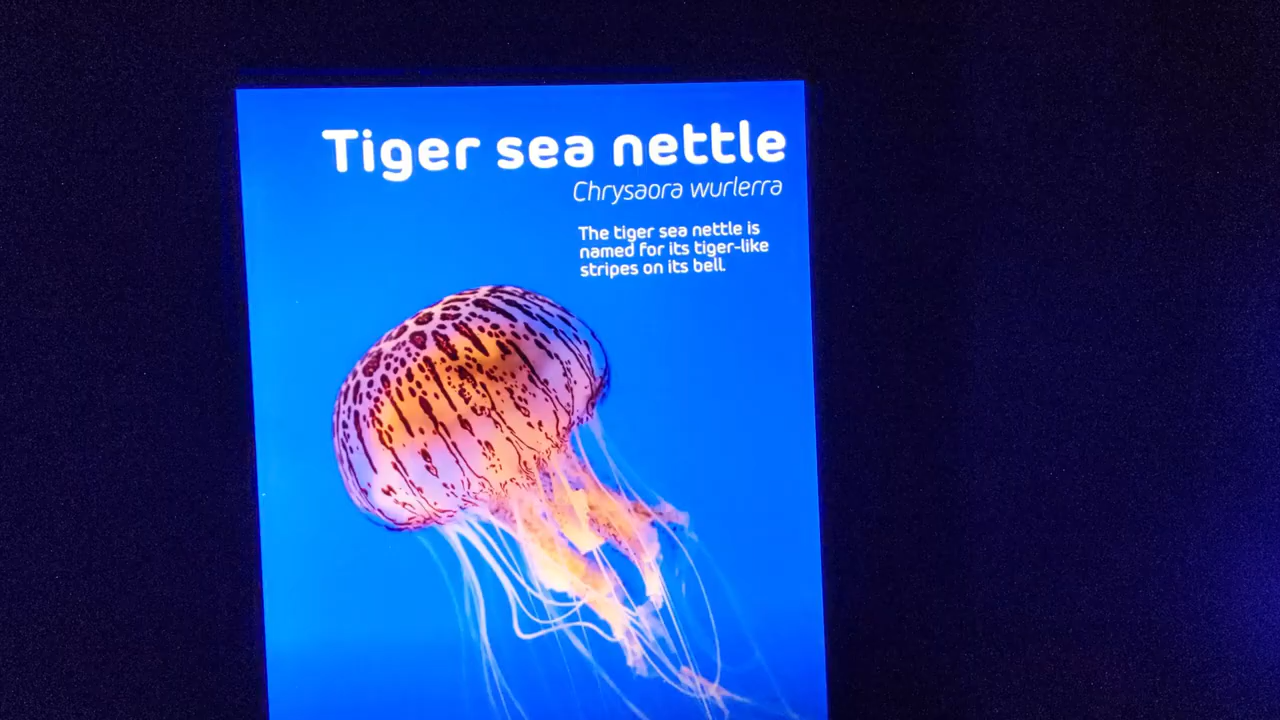 Tiger sea nettle
Chrysaora wurlerra
The tiger sea nettle is
named for its tiger-like
stripes on its bell.